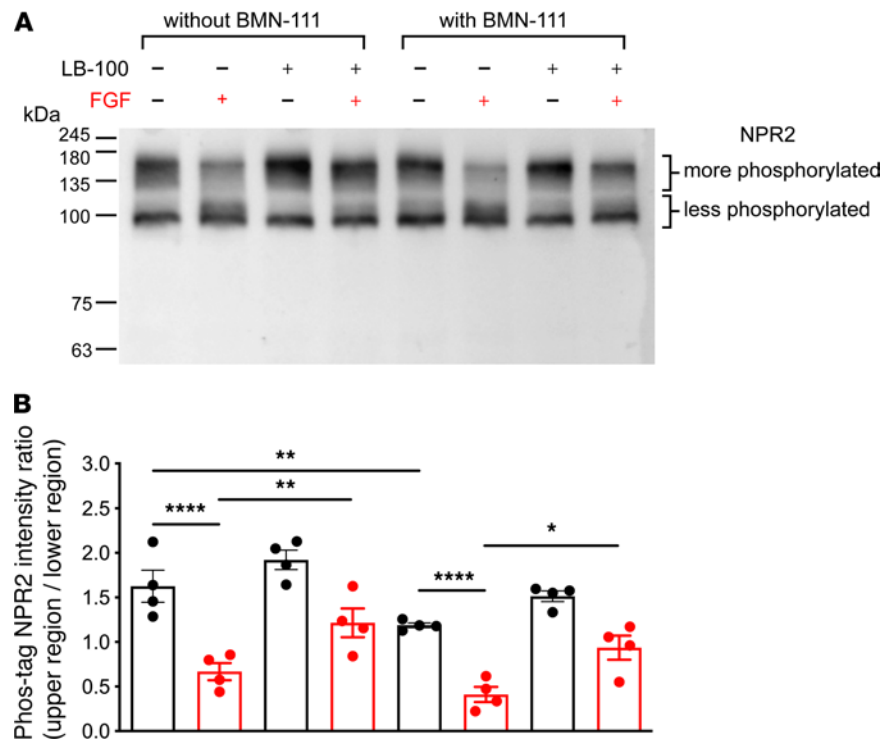 A
without BMN-111 with BMN-111
LB-100 – – + + – – + +
FGF – + – + – + – +
kDa
NPR2
245
180
135
100
75
63
more phosphorylated
less phosphorylated
B
Phos-tag NPR2 intensity ratio
(upper region / lower region)
3.0
2.5
2.0
1.5
1.0
0.5
0.0
**
**
****
*
****